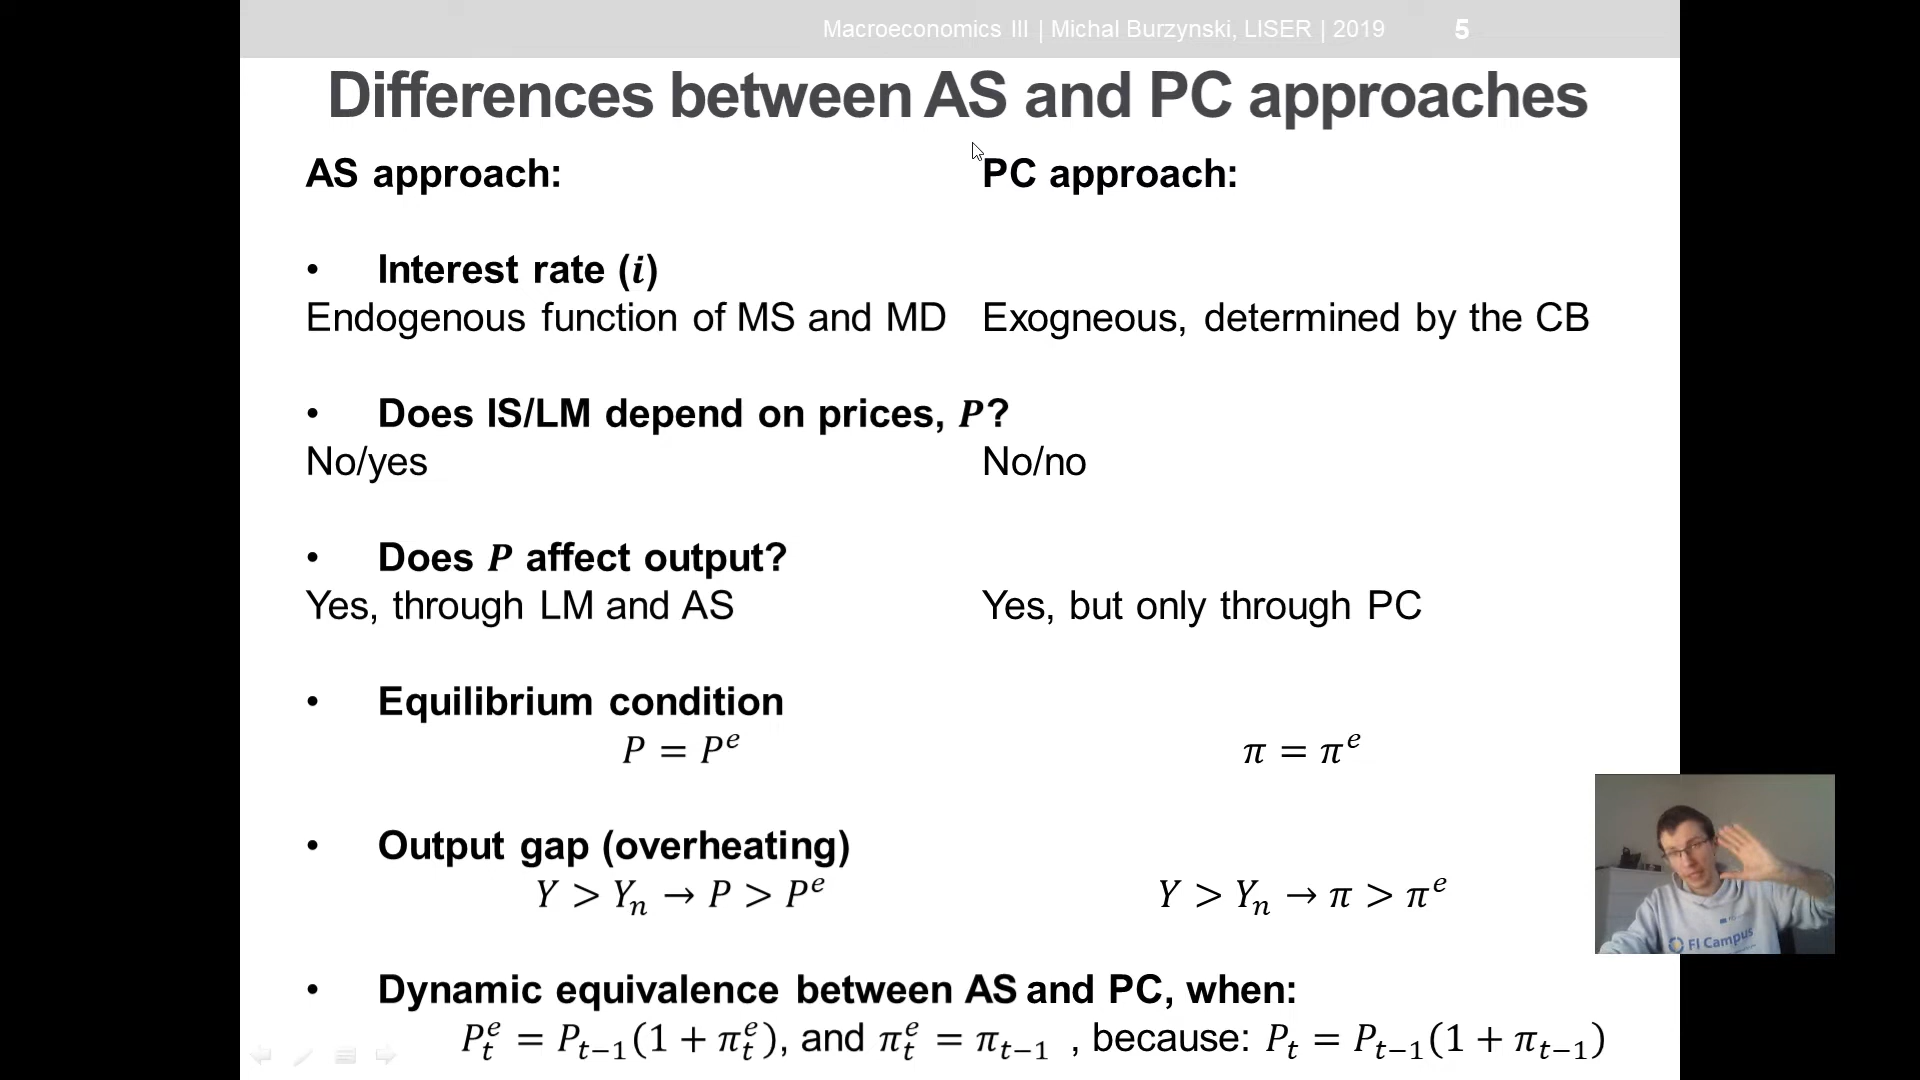 Macroeconomics III | Michal Burzynski, LISER | 2019 5
Differences between AS and PC approaches
AS approach: PC approach:
• Interest rate (i)
Endogenous function of MS and MD Exogneous, determined by the CB
• Does IS/LM depend on prices, P?
No/yes No/no
• Does P affect output?
Yes, through LM and AS Yes, but only through PC
• Equilibrium condition
P = P^e π = π^e
• Output gap (overheating)
Y > Y_n → P > P^e Y > Y_n → π > π^e
• Dynamic equivalence between AS and PC, when:
P_t^e = P_{t−1}(1 + π_t^e), and π_t^e = π_{t−1} , because: P_t = P_{t−1}(1 + π_{t−1})
FI Campus